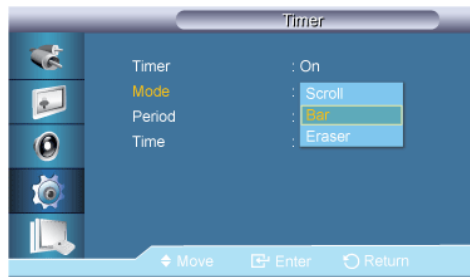 Timer
Timer : On
Mode : Scroll
Bar
Period :
Eraser
Time :
Move Enter Return